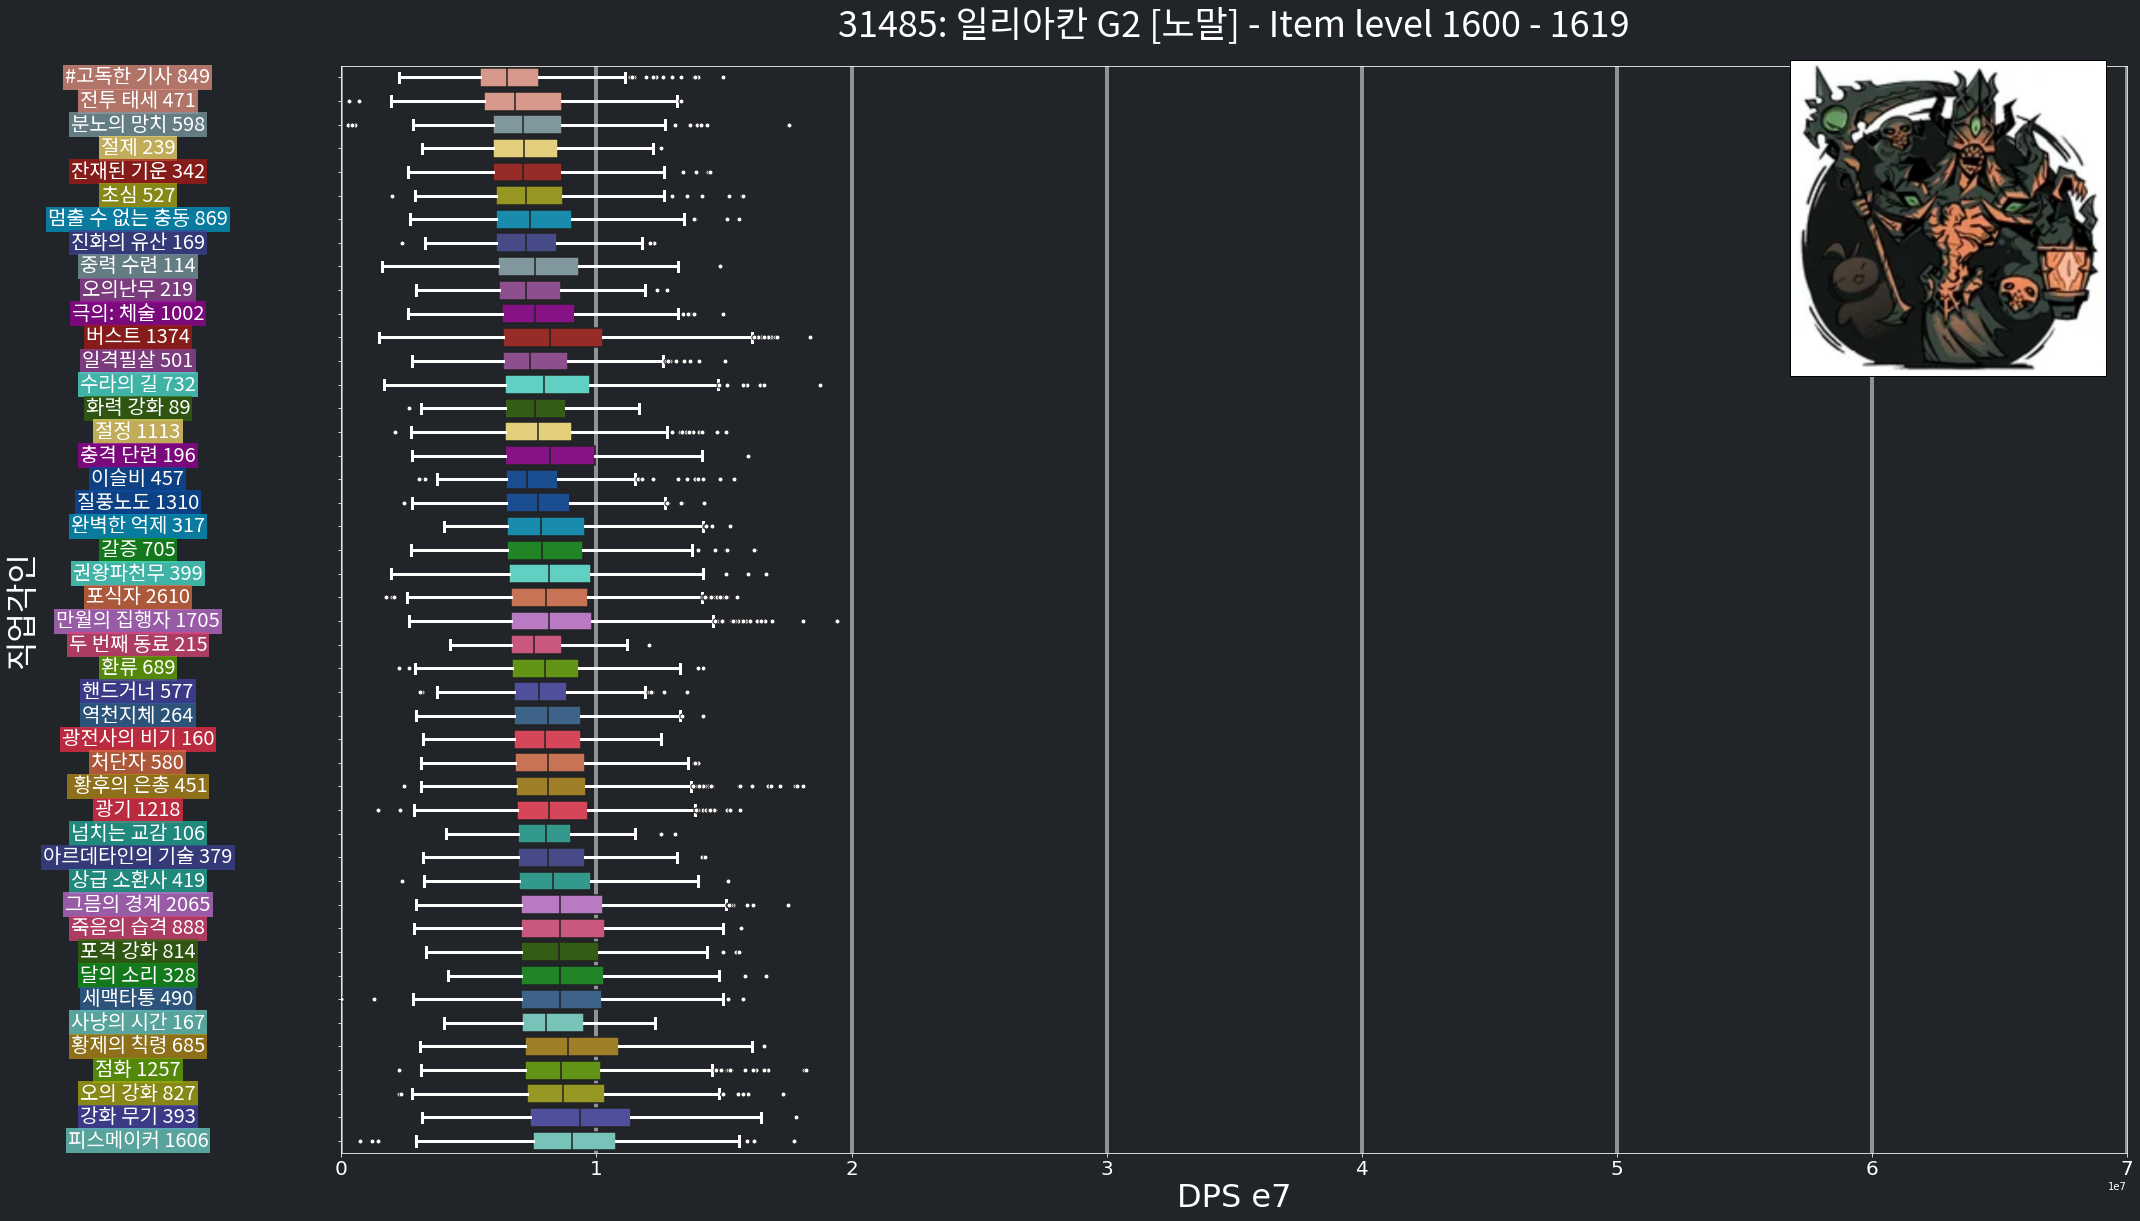 31485: 일리아칸 G2 [노말] - Item level 1600 - 1619
#고독한 기사 849
전투 태세 471
분노의 망치 598
절제 239
잔재된 기운 342
초심 527
멈출 수 없는 충동 869
진화의 유산 169
중력 수련 114
오의난무 219
극의: 체술 1002
버스트 1374
일격필살 501
수라의 길 732
화력 강화 89
절정 1113
충격 단련 196
이슬비 457
질풍노도 1310
완벽한 억제 317
갈증 705
권왕파천무 399
포식자 2610
만월의 집행자 1705
두 번째 동료 215
환류 689
핸드거너 577
역천지체 264
광전사의 비기 160
처단자 580
황후의 은총 451
광기 1218
넘치는 교감 106
아르데타인의 기술 379
상급 소환사 419
그믐의 경계 2065
죽음의 습격 888
포격 강화 814
달의 소리 328
세맥타통 490
사냥의 시간 167
황제의 칙령 685
점화 1257
오의 강화 827
강화 무기 393
피스메이커 1606
직업각인
0 1 2 3 4 5 6 7
DPS e7
1e7